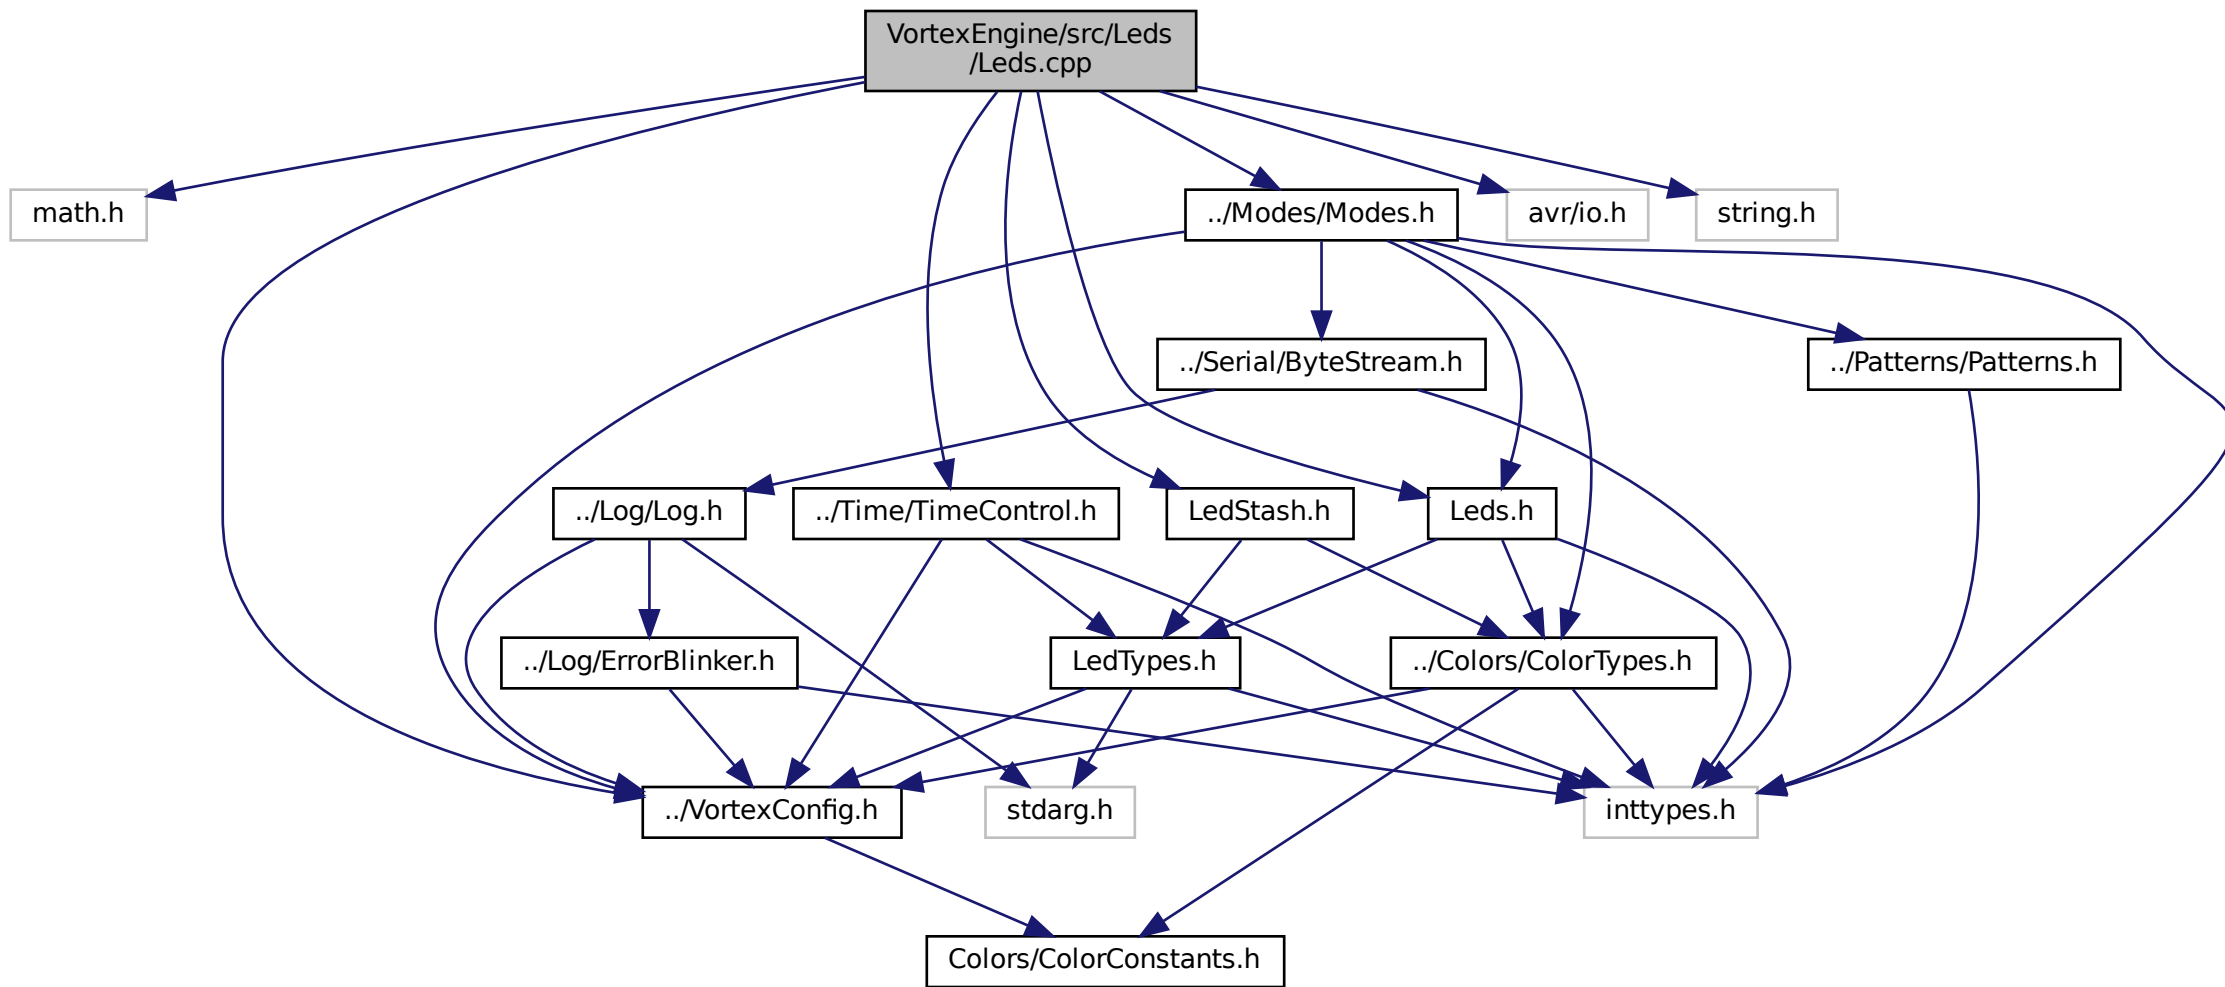 VortexEngine/src/Leds
/Leds.cpp
math.h
../Modes/Modes.h
avr/io.h
string.h
../Serial/ByteStream.h
../Patterns/Patterns.h
../Log/Log.h
../Time/TimeControl.h
LedStash.h
Leds.h
../Log/ErrorBlinker.h
LedTypes.h
../Colors/ColorTypes.h
../VortexConfig.h
stdarg.h
inttypes.h
Colors/ColorConstants.h